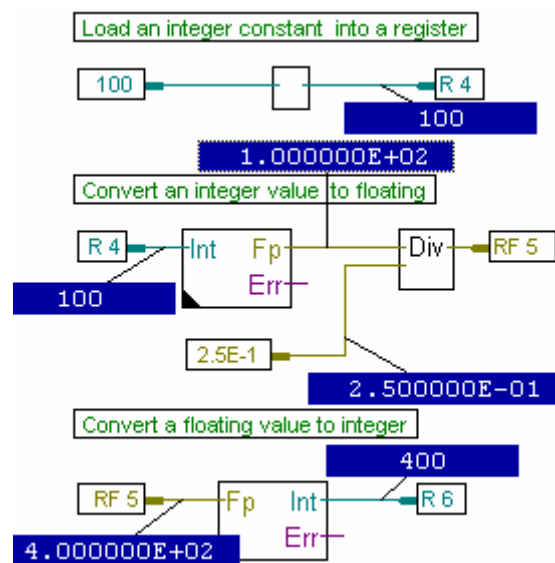 Load an integer constant into a register
100 R 4
100
1.000000E+02
Convert an integer value to floating
R 4 Int Fp Div RF 5
Err
100
2.5E-1
2.500000E-01
Convert a floating value to integer
400
RF 5 Fp Int R 6
Err
4.000000E+02